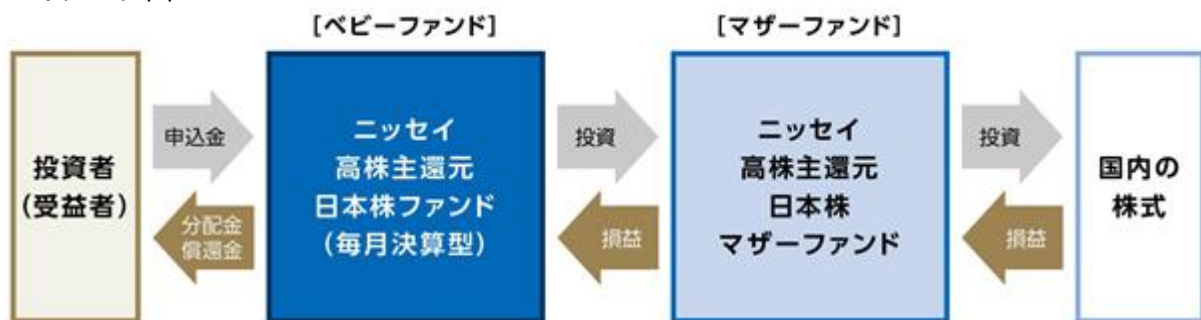 [ベビーファンド]
[マザーファンド]
投資者
(受益者)
申込金
分配金
償還金
ニッセイ
高株主還元
日本株ファンド
(毎月決算型)
投資
損益
ニッセイ
高株主還元
日本株
マザーファンド
投資
損益
国内の
株式